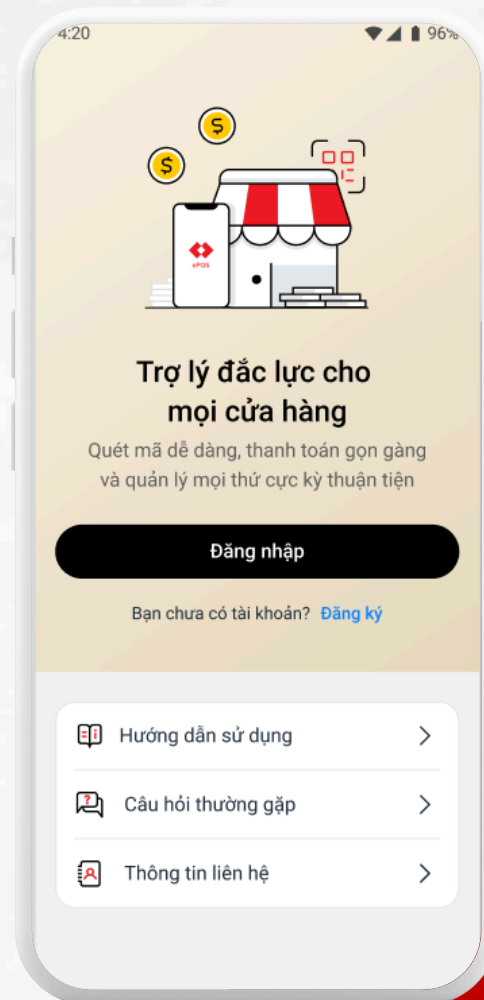 4:20
96%
ePOS
Trợ lý đắc lực cho
mọi cửa hàng
Quét mã dễ dàng, thanh toán gọn gàng
và quản lý mọi thứ cực kỳ thuận tiện
Đăng nhập
Bạn chưa có tài khoản? Đăng ký
Hướng dẫn sử dụng
Câu hỏi thường gặp
Thông tin liên hệ